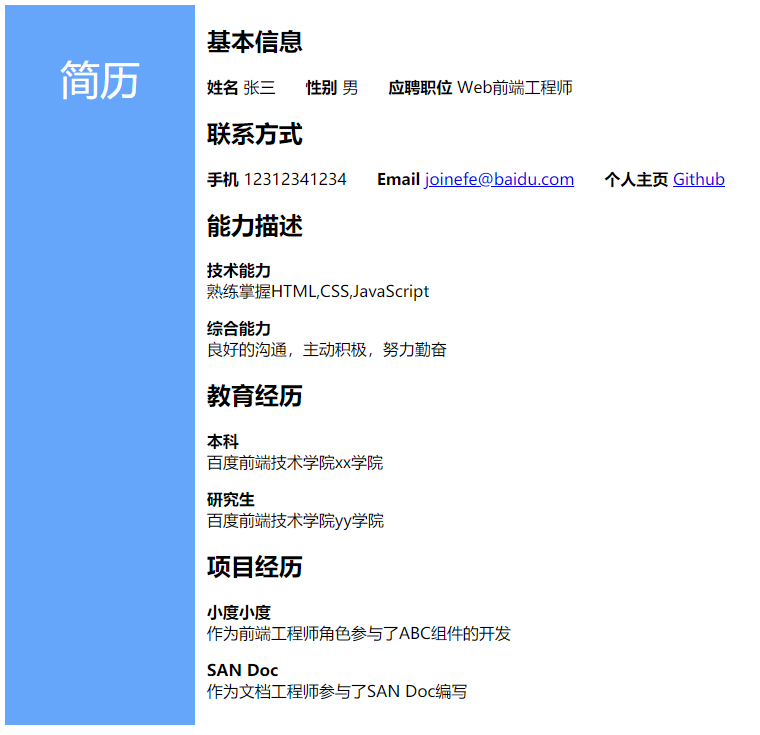 简历
基本信息
姓名 张三 性别 男 应聘职位 Web前端工程师
联系方式
手机 12312341234 Email joinefe@baidu.com 个人主页 Github
能力描述
技术能力
熟练掌握HTML,CSS,JavaScript
综合能力
良好的沟通，主动积极，努力勤奋
教育经历
本科
百度前端技术学院xx学院
研究生
百度前端技术学院yy学院
项目经历
小度小度
作为前端工程师角色参与了ABC组件的开发
SAN Doc
作为文档工程师参与了SAN Doc编写